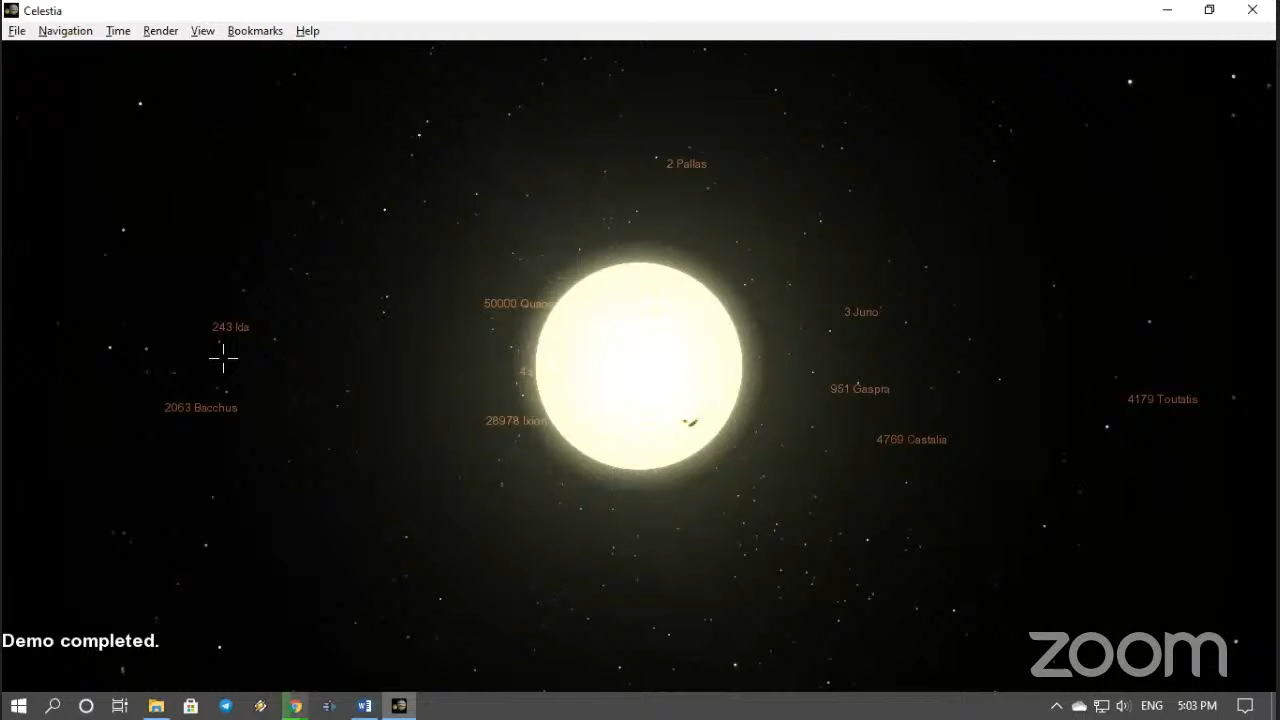 Celestia
File Navigation Time Render View Bookmarks Help
2 Pallas
50000
3 Juno
243 Ida
951 Gaspra
4179 Toutatis
2063 Bacchus
28978 Ixion
4769 Castalia
Demo completed.
zoom
ENG 5:03 PM